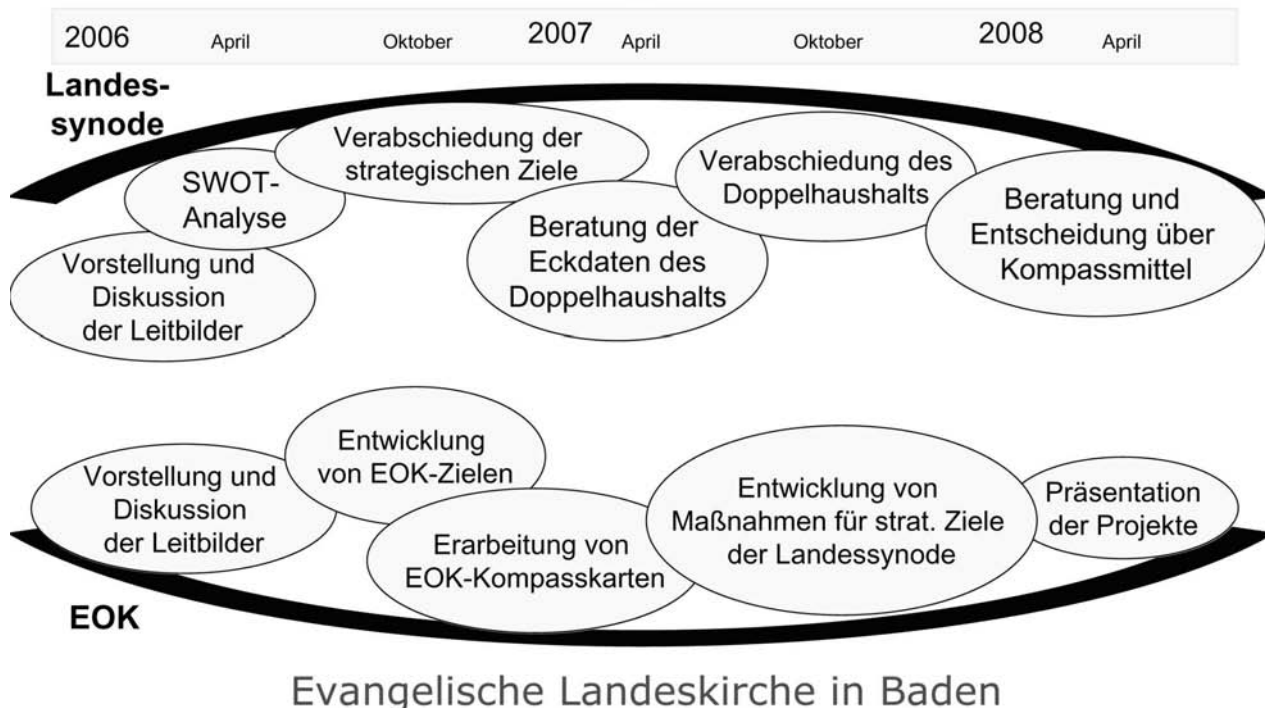 2006 April Oktober 2007 April Oktober 2008 April
Landes-
synode
Vorstellung und
Diskussion
der Leitbilder
SWOT-
Analyse
Verabschiedung der
strategischen Ziele
Beratung der
Eckdaten des
Doppelhaushalts
Verabschiedung des
Doppelhaushalts
Beratung und
Entscheidung über
Kompassmittel
Vorstellung und
Diskussion
der Leitbilder
Entwicklung
von EOK-Zielen
Erarbeitung von
EOK-Kompasskarten
Entwicklung von
Maßnahmen für strat. Ziele
der Landessynode
Präsentation
der Projekte
EOK
Evangelische Landeskirche in Baden